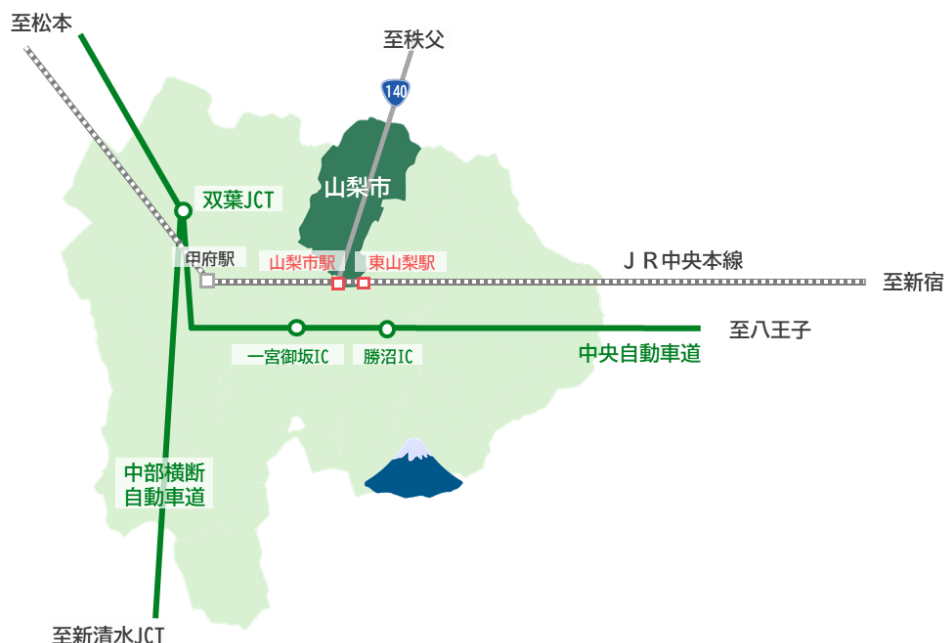 至松本
至秩父
140
山梨市
双葉JCT
甲府駅
山梨市駅
東山梨駅
ＪＲ中央本線
至新宿
至八王子
一宮御坂IC
勝沼IC
中央自動車道
中部横断
自動車道
至新清水JCT